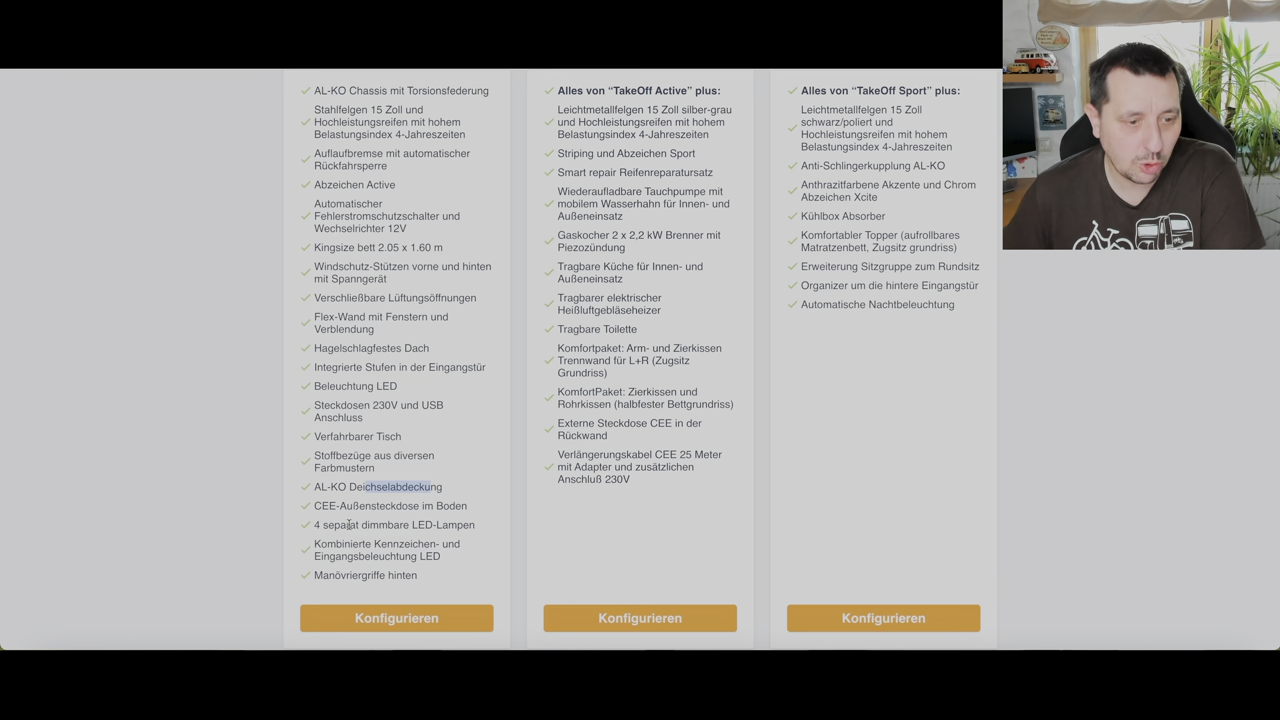 AL-KO Chassis mit Torsionsfederung
Stahlfelgen 15 Zoll und
Hochleistungsreifen mit hohem
Belastungsindex 4-Jahreszeiten
Auflaufbremse mit automatischer
Rückfahrsperre
Abzeichen Active
Automatischer
Fehlerstromschutzschalter und
Wechselrichter 12V
Kingsize bett 2.05 x 1.60 m
Windschutz-Stützen vorne und hinten
mit Spanngerät
Verschließbare Lüftungsöffnungen
Flex-Wand mit Fenstern und
Verblendung
Hagelschlagfestes Dach
Integrierte Stufen in der Eingangstür
Beleuchtung LED
Steckdosen 230V und USB
Anschluss
Verfahrbarer Tisch
Stoffbezüge aus diversen
Farbmustern
AL-KO Deichselabdeckung
CEE-Außensteckdose im Boden
4 separat dimmbare LED-Lampen
Kombinierte Kennzeichen- und
Eingangsbeleuchtung LED
Manövriergriffe hinten
Konfigurieren
Alles von “TakeOff Active” plus:
Leichtmetallfelgen 15 Zoll silber-grau
und Hochleistungsreifen mit hohem
Belastungsindex 4-Jahreszeiten
Striping und Abzeichen Sport
Smart repair Reifenreparatursatz
Wiederaufladbare Tauchpumpe mit
mobilem Wasserhahn für Innen- und
Außeneinsatz
Gaskocher 2 x 2,2 kW Brenner mit
Piezozündung
Tragbare Küche für Innen- und
Außeneinsatz
Tragbarer elektrischer
Heißluftgebläseheizer
Tragbare Toilette
Komfortpaket: Arm- und Zierkissen
Trennwand für L+R (Zugsitz
Grundriss)
KomfortPaket: Zierkissen und
Rohrkissen (halbfester Bettgrundriss)
Externe Steckdose CEE in der
Rückwand
Verlängerungskabel CEE 25 Meter
mit Adapter und zusätzlichen
Anschluß 230V
Konfigurieren
Alles von “TakeOff Sport” plus:
Leichtmetallfelgen 15 Zoll
schwarz/poliert und
Hochleistungsreifen mit hohem
Belastungsindex 4-Jahreszeiten
Anti-Schlingerkupplung AL-KO
Anthrazitfarbene Akzente und Chrom
Abzeichen Xcite
Kühlbox Absorber
Komfortabler Topper (aufrollbares
Matratzenbett, Zugsitz grundriss)
Erweiterung Sitzgruppe zum Rundsitz
Organizer um die hintere Eingangstür
Automatische Nachtbeleuchtung
Konfigurieren